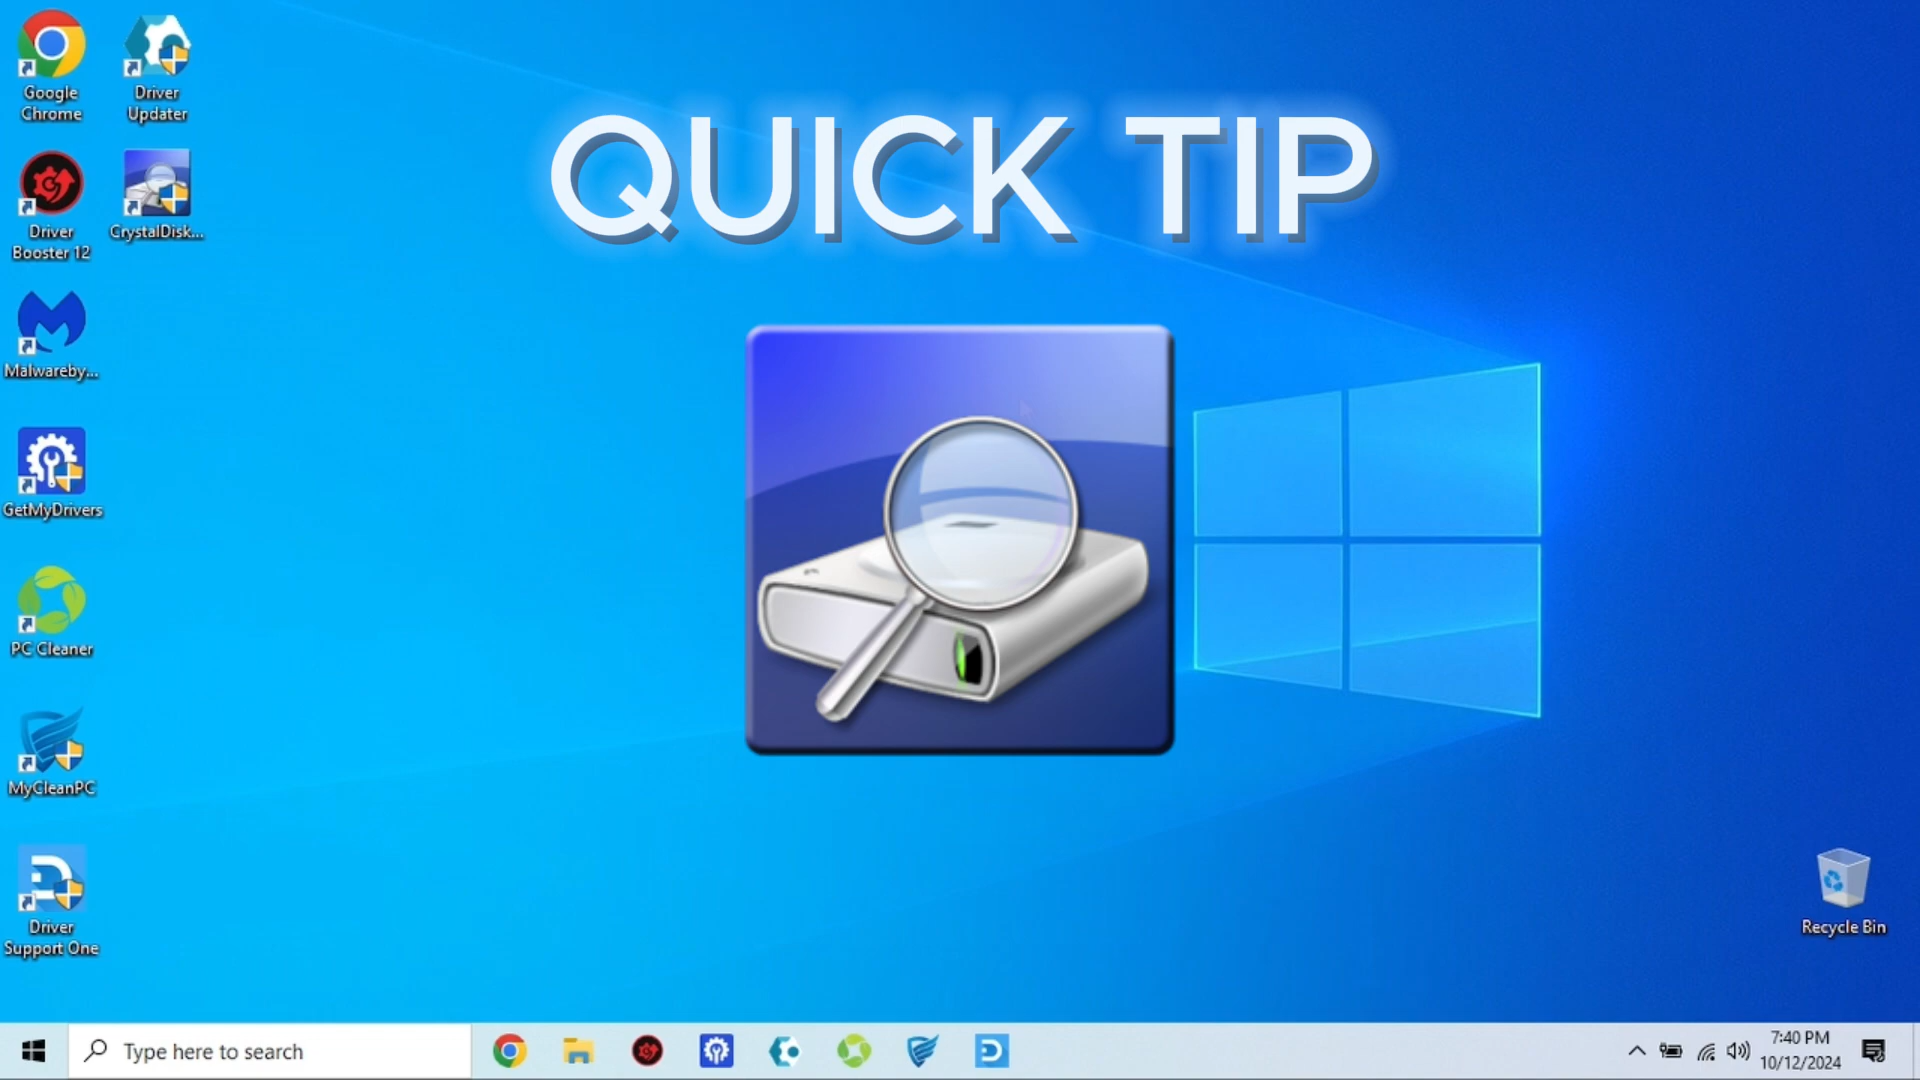 QUICK TIP
Google
Chrome
Driver
Updater
Driver
Booster 12
CrystalDisk...
Malwareby...
GetMyDrivers
PC Cleaner
MyCleanPC
Driver
Support One
Recycle Bin
Type here to search
7:40 PM
10/12/2024